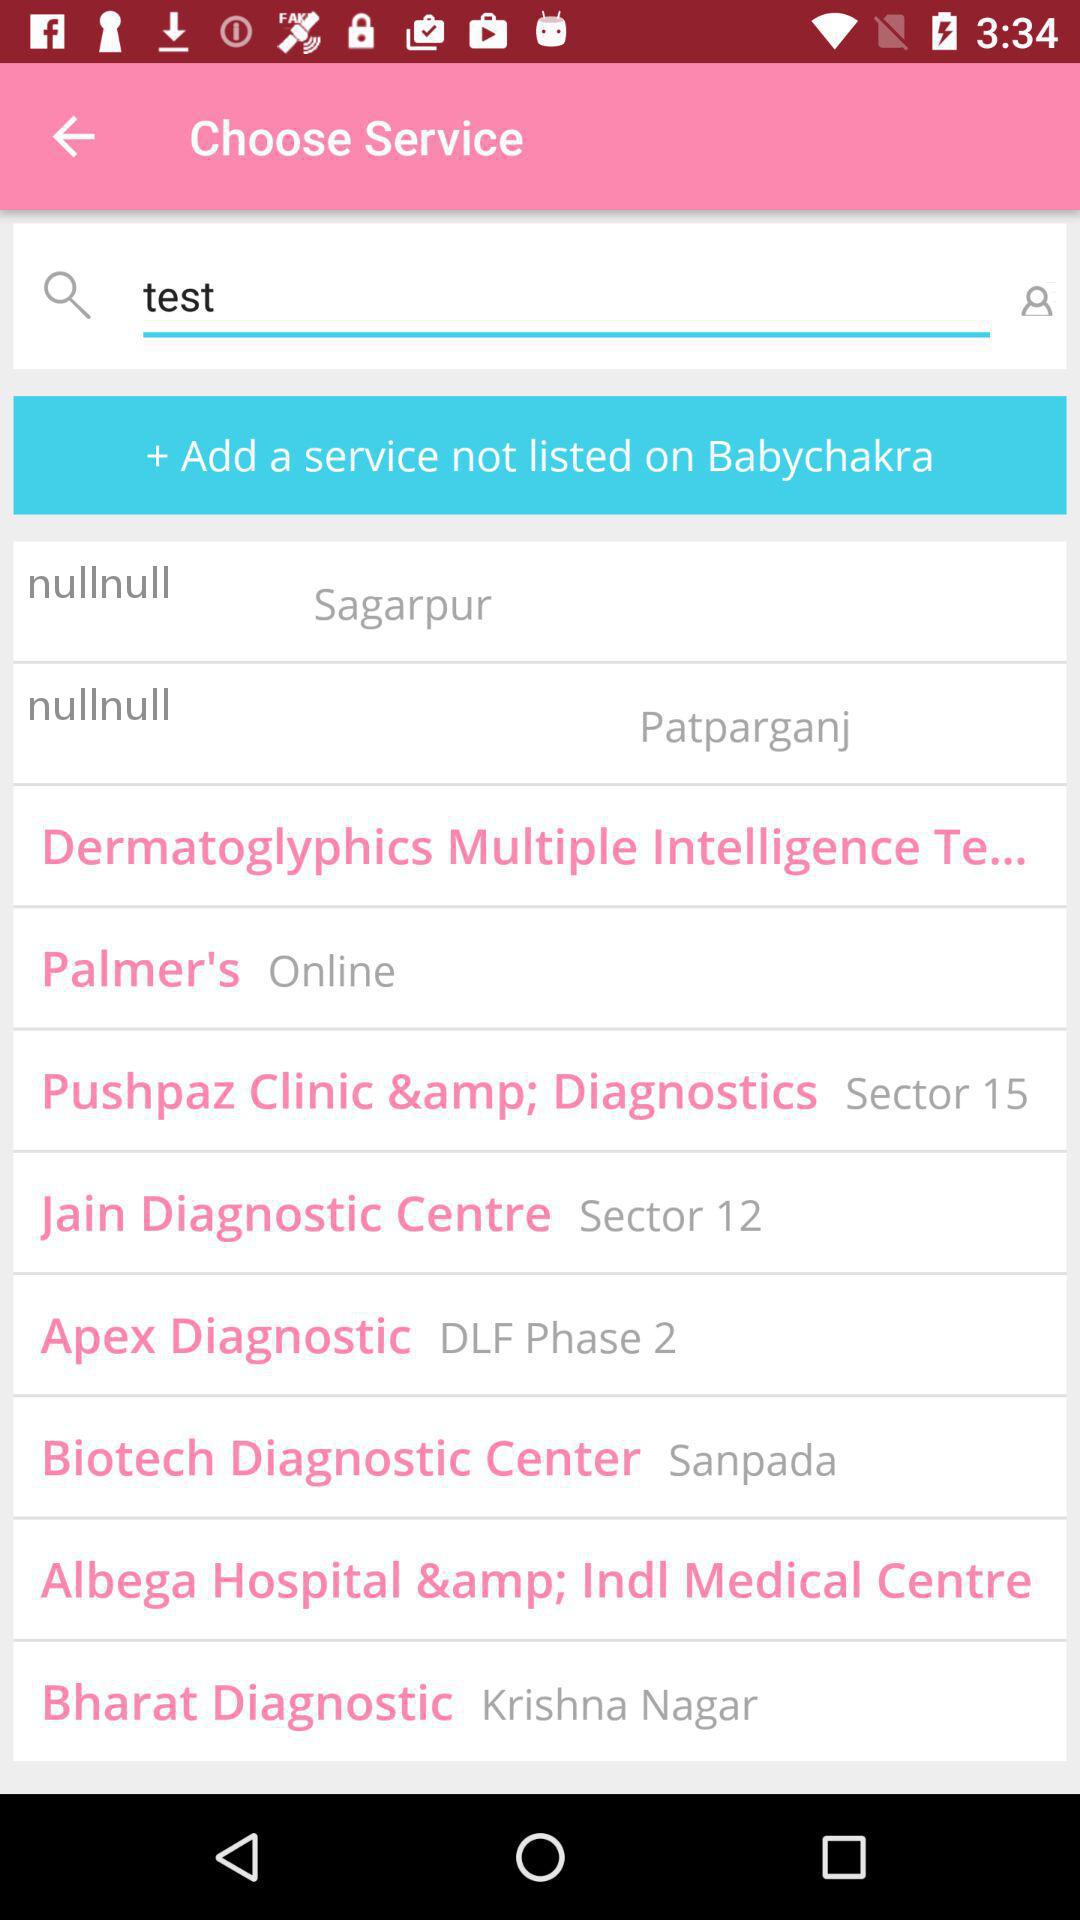 FAKE 3:34
Choose Service
test
+ Add a service not listed on Babychakra
nullnull Sagarpur
nullnull Patparganj
Dermatoglyphics Multiple Intelligence Te...
Palmer's Online
Pushpaz Clinic &amp; Diagnostics Sector 15
Jain Diagnostic Centre Sector 12
Apex Diagnostic DLF Phase 2
Biotech Diagnostic Center Sanpada
Albega Hospital &amp; Indl Medical Centre
Bharat Diagnostic Krishna Nagar